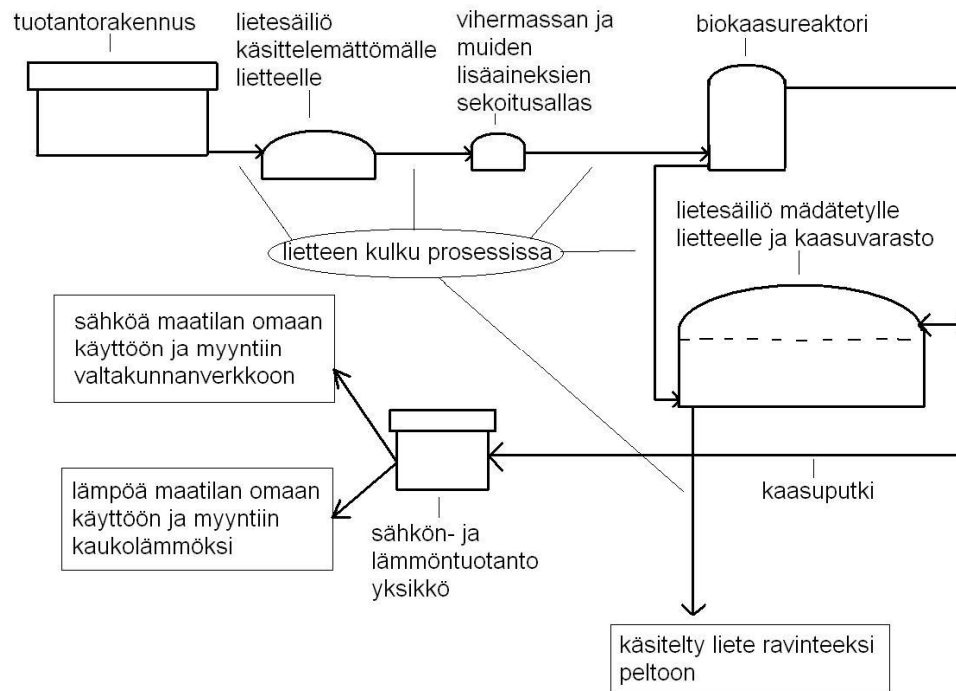 tuotantorakennus
lietesäiliö
käsittelemättömälle
lietteelle
vihermassan ja
muiden
lisäaineksien
sekoitusallas
biokaasureaktori
lietesäiliö mädätetylle
lietteelle ja kaasuvarasto
lietteen kulku prosessissa
sähköä maatilan omaan
käyttöön ja myyntiin
valtakunnanverkkoon
lämpöä maatilan omaan
käyttöön ja myyntiin
kaukolämmöksi
sähkön- ja
lämmöntuotanto
yksikkö
kaasuputki
käsitelty liete ravinteeksi
peltoon